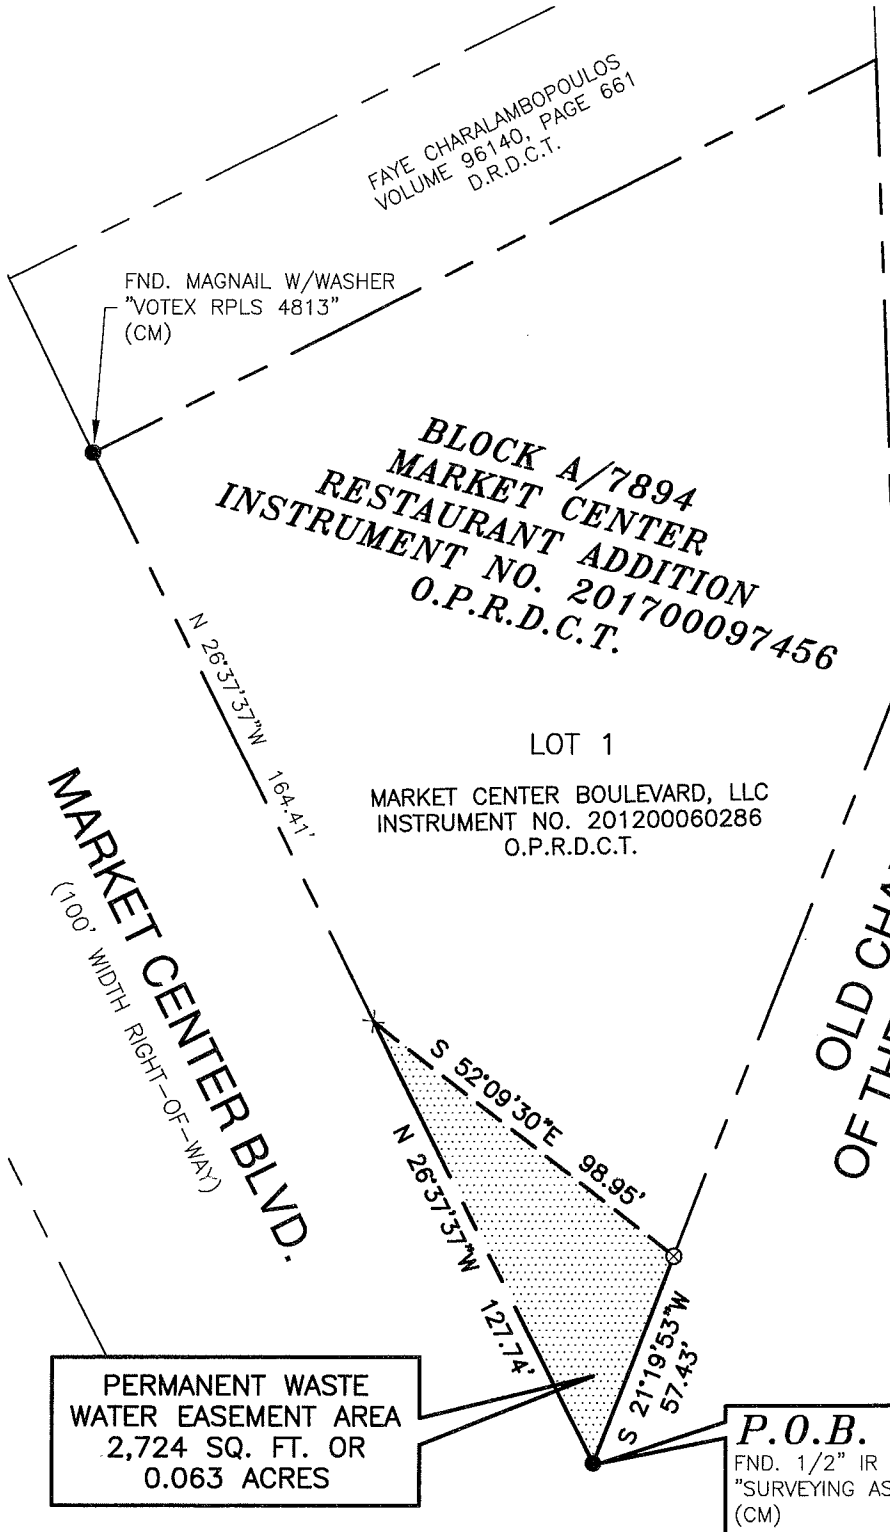 FAYE CHARALAMBOPOULOS
VOLUME 96140, PAGE 661
D.R.D.C.T.
FND. MAGNAIL W/WASHER
"VOTEX RPLS 4813"
(CM)
BLOCK A/7894
MARKET CENTER
RESTAURANT ADDITION
INSTRUMENT NO. 201700097456
O.P.R.D.C.T.
N 26°37'37"W 164.41'
LOT 1
MARKET CENTER BOULEVARD, LLC
INSTRUMENT NO. 201200060286
O.P.R.D.C.T.
MARKET CENTER BLVD.
(100' WIDTH RIGHT-OF-WAY)
OLD CHA
OF THE
S 52°09'30"E 98.95'
N 26°37'37"W 127.74'
S 21°19'53"W
57.43'
PERMANENT WASTE
WATER EASEMENT AREA
2,724 SQ. FT. OR
0.063 ACRES
P.O.B.
FND. 1/2" IR
"SURVEYING AS
(CM)